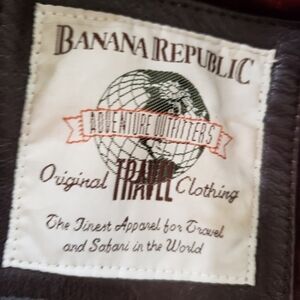 BANANA REPUBLIC
ADVENTURE OUTFITTERS
Original TRAVEL Clothing
The Finest Apparel for Travel
and Safari in the World